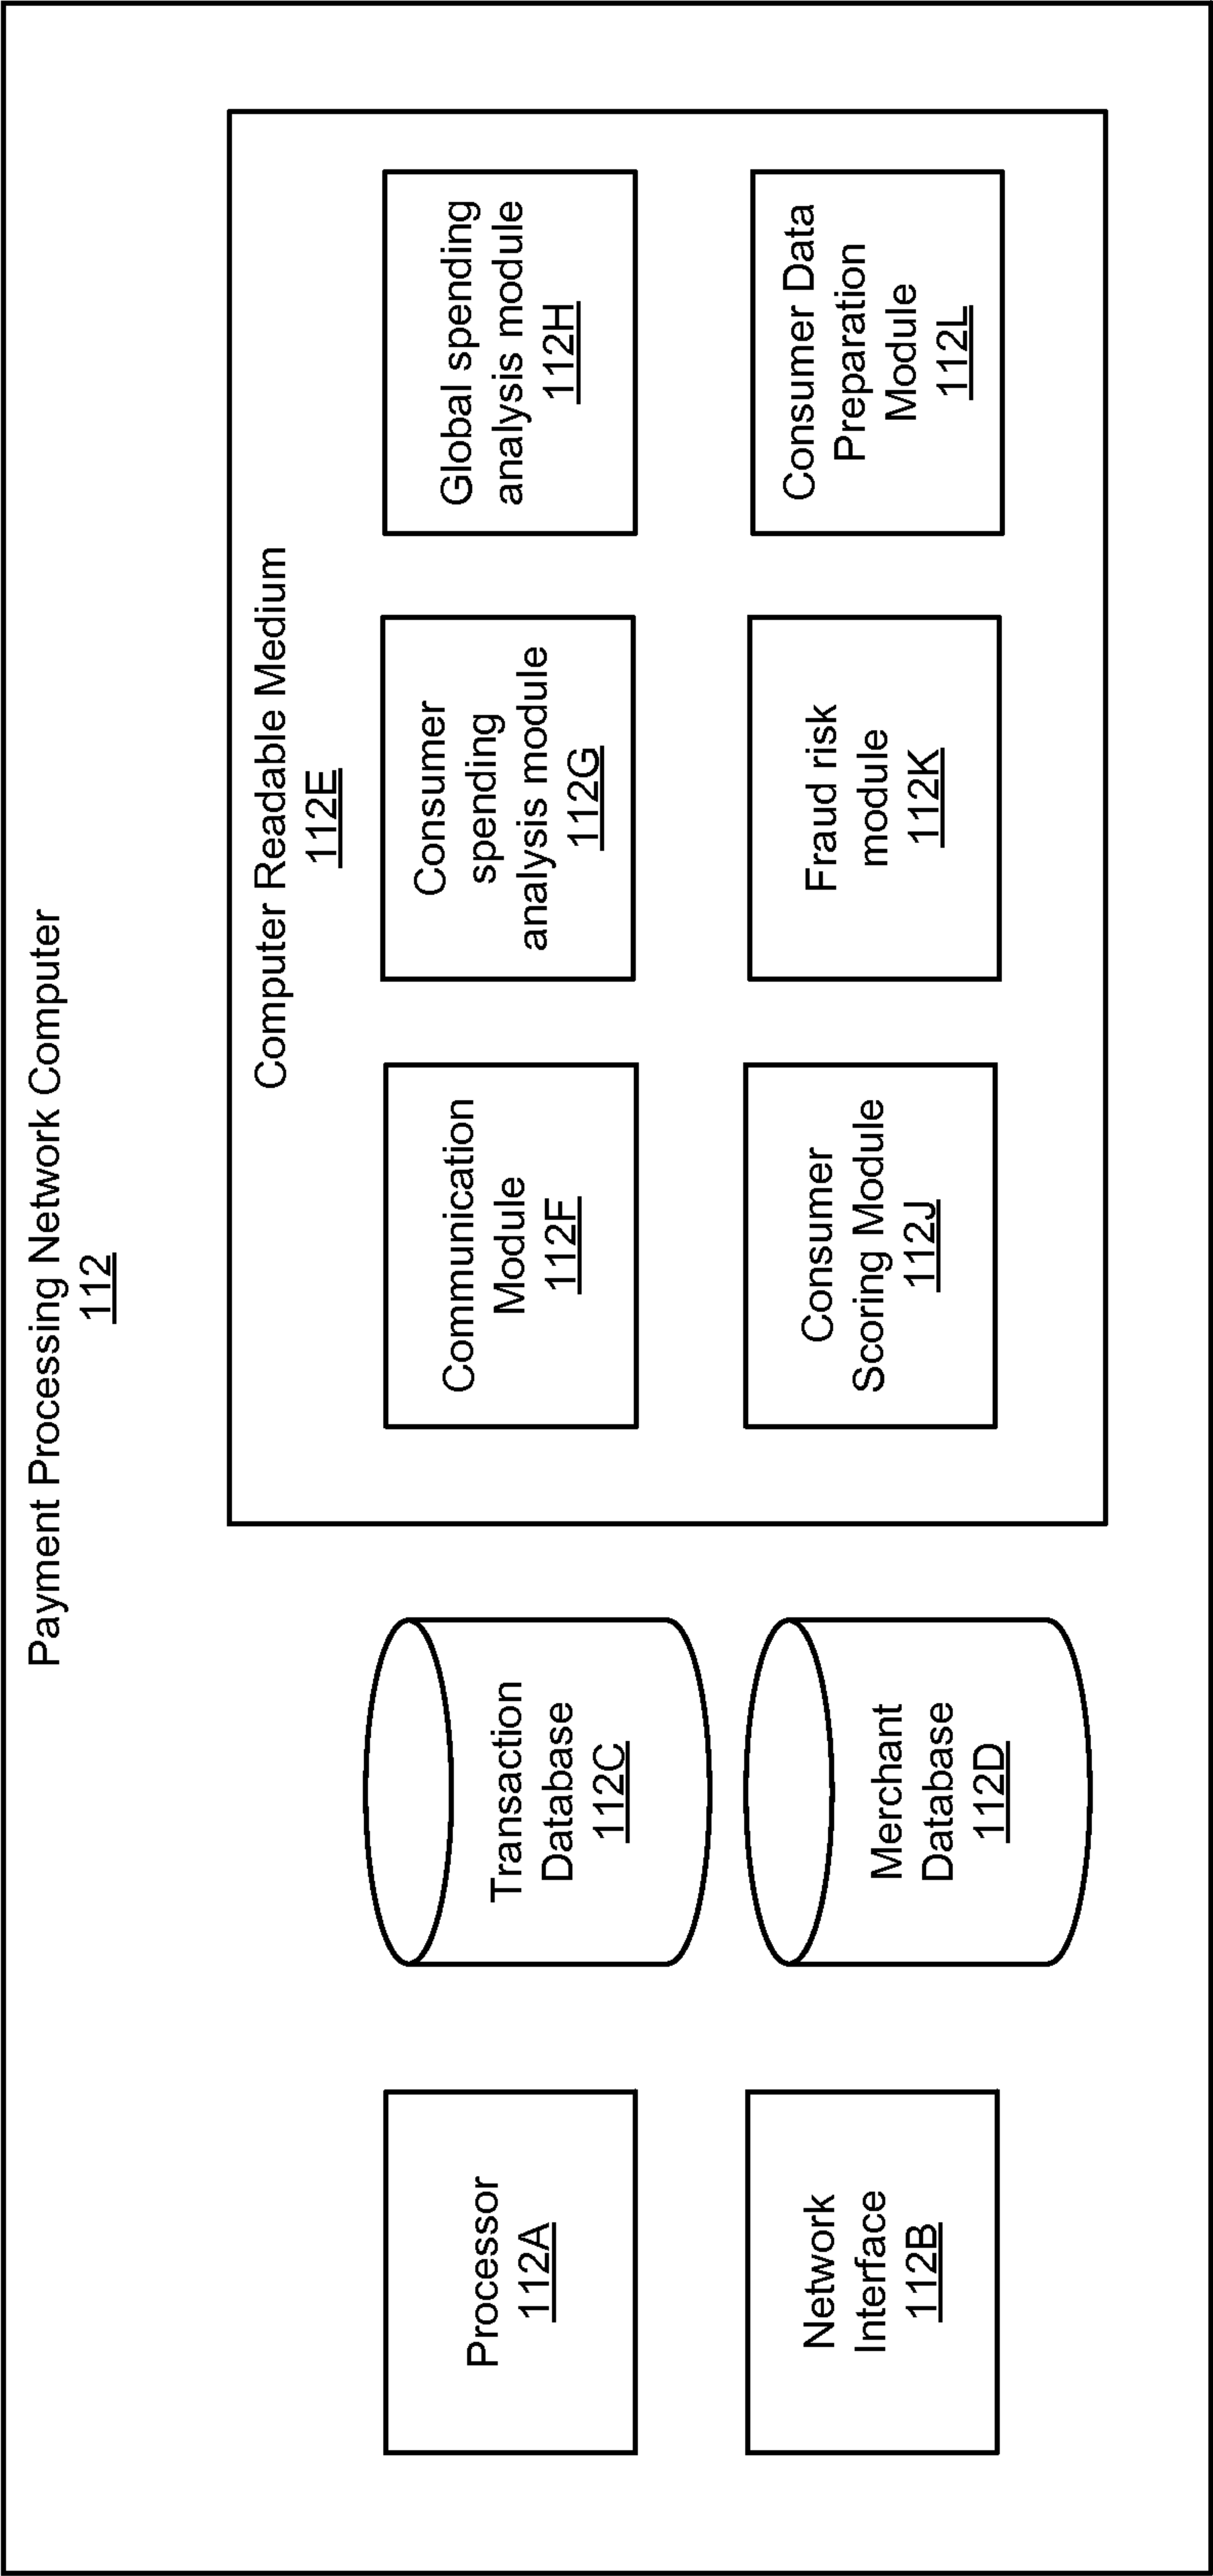 Payment Processing Network Computer
112
Processor
112A
Network
Interface
112B
Transaction
Database
112C
Merchant
Database
112D
Computer Readable Medium
112E
Communication
Module
112F
Consumer
spending
analysis module
112G
Global spending
analysis module
112H
Consumer
Scoring Module
112J
Fraud risk
module
112K
Consumer Data
Preparation
Module
112L